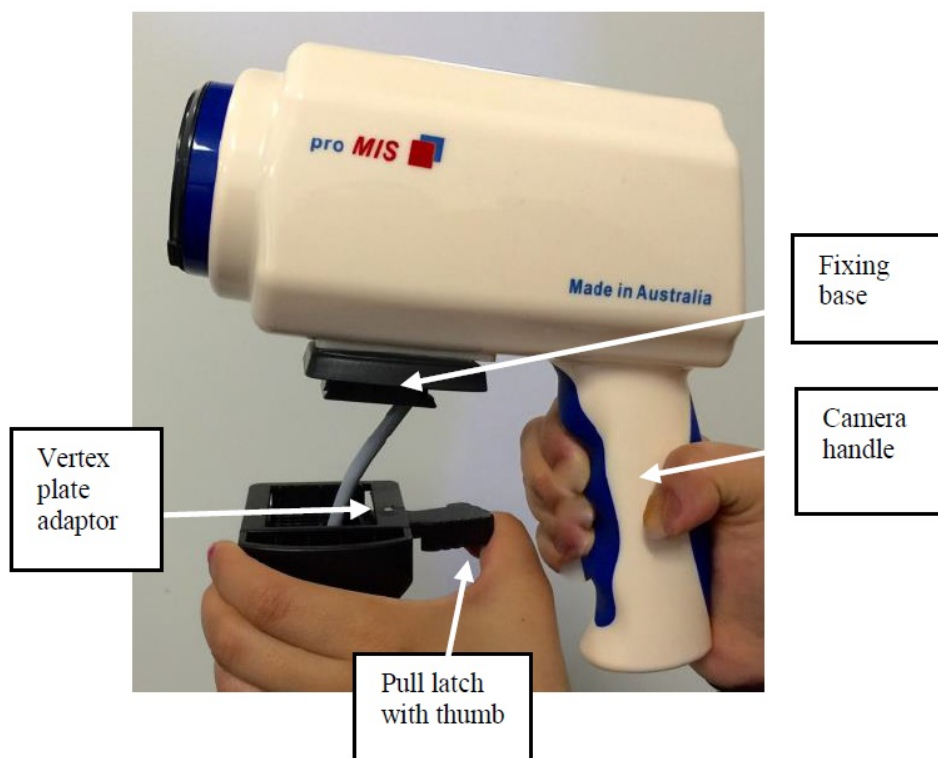 pro MIS
Made in Australia
Fixing
base
Camera
handle
Vertex
plate
adaptor
Pull latch
with thumb